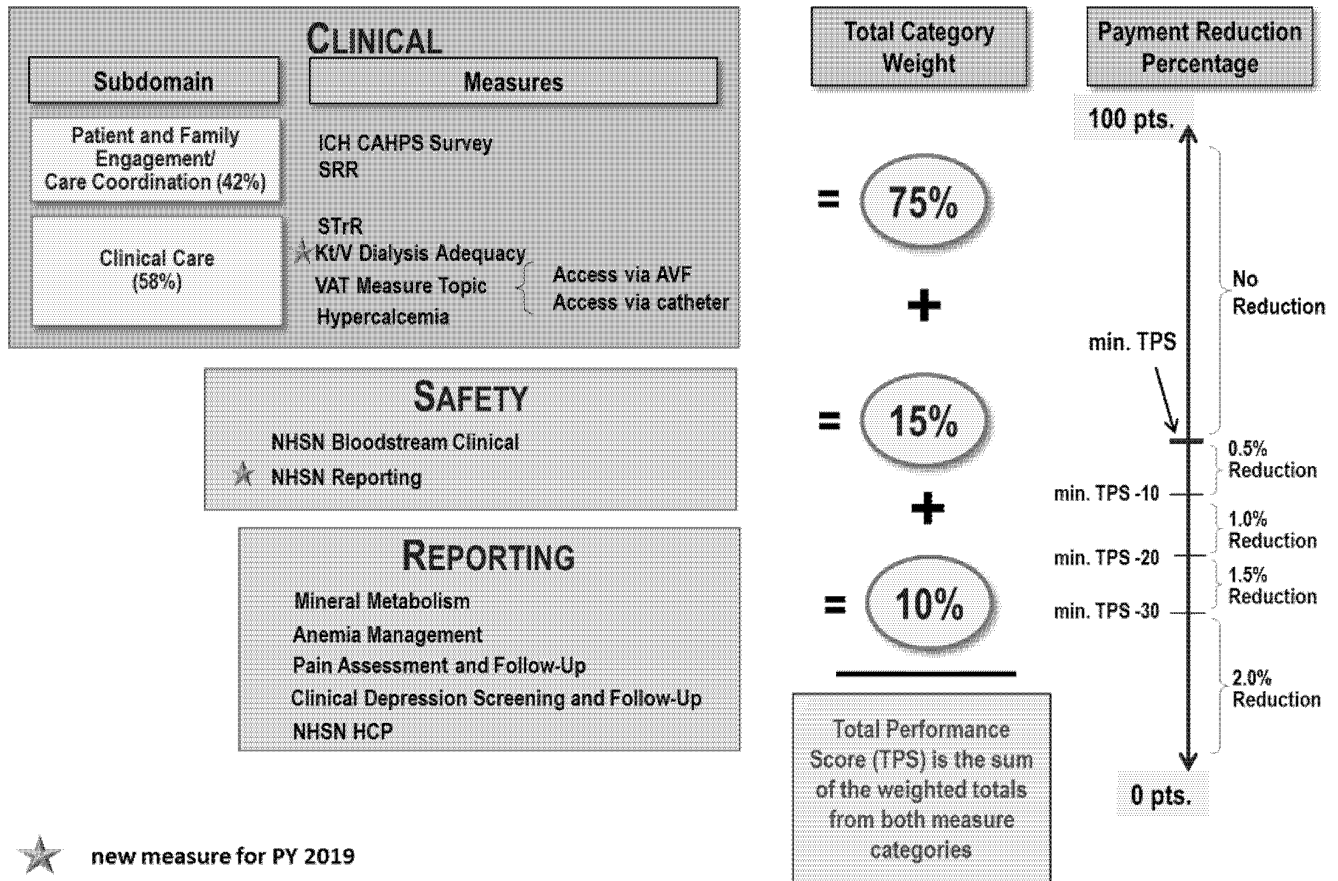 CLINICAL
Subdomain
Measures
Patient and Family
Engagement/
Care Coordination (42%)
ICH CAHPS Survey
SRR
Clinical Care
(58%)
STrR
Kt/V Dialysis Adequacy
VAT Measure Topic
Access via AVF
Access via catheter
Hypercalcemia
SAFETY
NHSN Bloodstream Clinical
NHSN Reporting
REPORTING
Mineral Metabolism
Anemia Management
Pain Assessment and Follow-Up
Clinical Depression Screening and Follow-Up
NHSN HCP
new measure for PY 2019
Total Category
Weight
= 75%
+
= 15%
+
= 10%
Total Performance
Score (TPS) is the sum
of the weighted totals
from both measure
categories
Payment Reduction
Percentage
100 pts.
No
Reduction
min. TPS
0.5%
Reduction
min. TPS -10
1.0%
Reduction
min. TPS -20
1.5%
Reduction
min. TPS -30
2.0%
Reduction
0 pts.